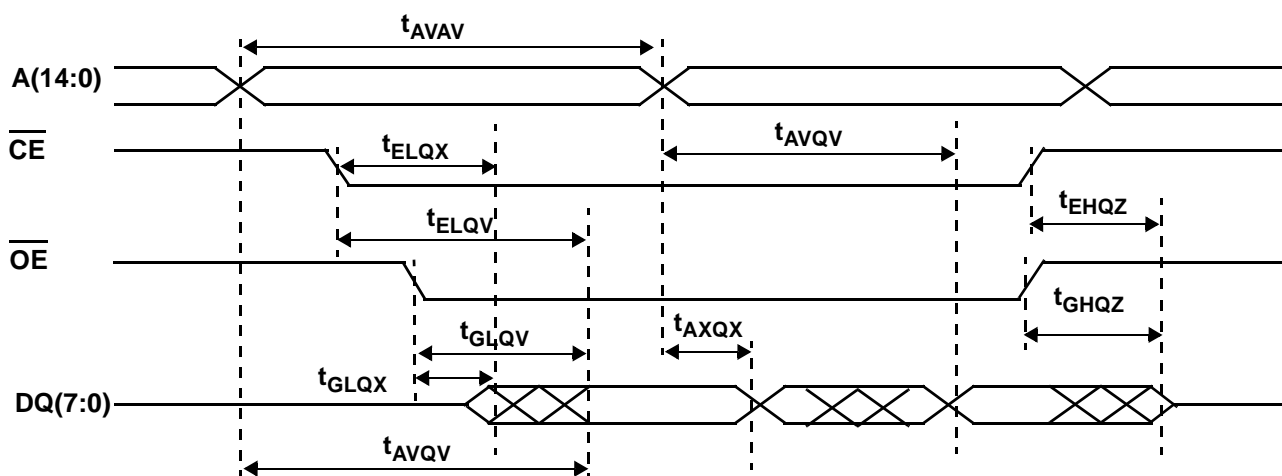 tAVAV
A(14:0)
CE
tELQX
tAVQV
tELQV
tEHQZ
OE
tGLQV
tAXQX
tGHQZ
tGLQX
DQ(7:0)
tAVQV